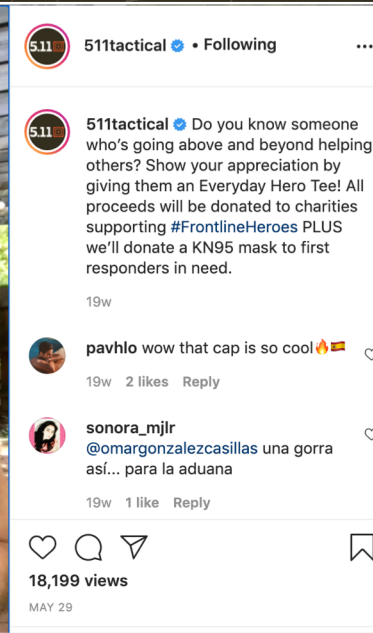 5.11 511tactical • Following
5.11 511tactical Do you know someone
who's going above and beyond helping
others? Show your appreciation by
giving them an Everyday Hero Tee! All
proceeds will be donated to charities
supporting #FrontlineHeroes PLUS
we'll donate a KN95 mask to first
responders in need.
19w
pavhlo wow that cap is so cool🔥🇪🇸
19w 2 likes Reply
sonora_mjlr
@omargonzalezcasillas una gorra
así... para la aduana
19w 1 like Reply
18,199 views
MAY 29